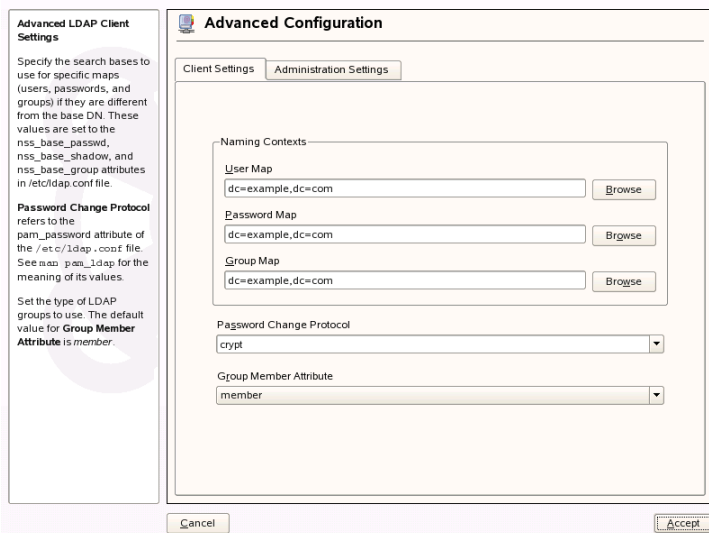 Advanced LDAP Client
Settings
Specify the search bases to
use for specific maps
(users, passwords, and
groups) if they are different
from the base DN. These
values are set to the
nss_base_passwd,
nss_base_shadow, and
nss_base_group attributes
in /etc/ldap.conf file.
Password Change Protocol
refers to the
pam_password attribute of
the /etc/ldap.conf file.
See man pam_ldap for the
meaning of its values.
Set the type of LDAP
groups to use. The default
value for Group Member
Attribute is member.
Advanced Configuration
Client Settings
Administration Settings
Naming Contexts
User Map
dc=example,dc=com
Browse
Password Map
dc=example,dc=com
Browse
Group Map
dc=example,dc=com
Browse
Password Change Protocol
crypt
Group Member Attribute
member
Cancel
Accept